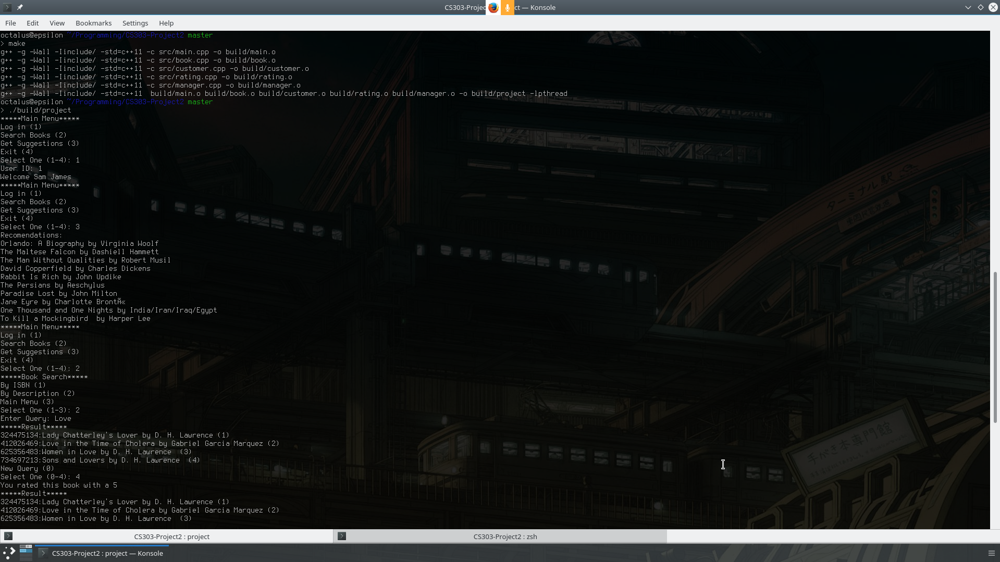 CS303-Projec ct — Konsole
File Edit View Bookmarks Settings Help
octalus@epsilon ~/Programming/CS303-Project2 master
> make
g++ -g -Wall -Iinclude/ -std=c++11 -c src/main.cpp -o build/main.o
g++ -g -Wall -Iinclude/ -std=c++11 -c src/book.cpp -o build/book.o
g++ -g -Wall -Iinclude/ -std=c++11 -c src/customer.cpp -o build/customer.o
g++ -g -Wall -Iinclude/ -std=c++11 -c src/rating.cpp -o build/rating.o
g++ -g -Wall -Iinclude/ -std=c++11 -c src/manager.cpp -o build/manager.o
g++ -g -Wall -Iinclude/ -std=c++11  build/main.o build/book.o build/customer.o build/rating.o build/manager.o -o build/project -lpthread
octalus@epsilon ~/Programming/CS303-Project2 master
> ./build/project
*****Main Menu*****
Log in (1)
Search Books (2)
Get Suggestions (3)
Exit (4)
Select One (1-4): 1
User ID: 1
Welcome Sam James
*****Main Menu*****
Log in (1)
Search Books (2)
Get Suggestions (3)
Exit (4)
Select One (1-4): 3
Recomendations:
Orlando: A Biography by Virginia Woolf
The Maltese Falcon by Dashiell Hammett
The Man Without Qualities by Robert Musil
David Copperfield by Charles Dickens
Rabbit Is Rich by John Updike
The Persians by Aeschylus
Paradise Lost by John Milton
Jane Eyre by Charlotte BrontÃ«
One Thousand and One Nights by India/Iran/Iraq/Egypt
To Kill a Mockingbird  by Harper Lee
*****Main Menu*****
Log in (1)
Search Books (2)
Get Suggestions (3)
Exit (4)
Select One (1-4): 2
*****Book Search*****
By ISBN (1)
By Description (2)
Main Menu (3)
Select One (1-3): 2
Enter Query: Love
*****Result*****
324475134:Lady Chatterley's Lover by D. H. Lawrence (1)
412026469:Love in the Time of Cholera by Gabriel Garcia Marquez (2)
625356483:Women in Love by D. H. Lawrence  (3)
734697213:Sons and Lovers by D. H. Lawrence  (4)
New Query (0)
Select One (0-4): 4
You rated this book with a 5
*****Result*****
324475134:Lady Chatterley's Lover by D. H. Lawrence (1)
412026469:Love in the Time of Cholera by Gabriel Garcia Marquez (2)
625356483:Women in Love by D. H. Lawrence  (3)
ターミナル駅
手がき本専門館
CS303-Project2 : project
CS303-Project2 : zsh
CS303-Project2 : project — Konsole